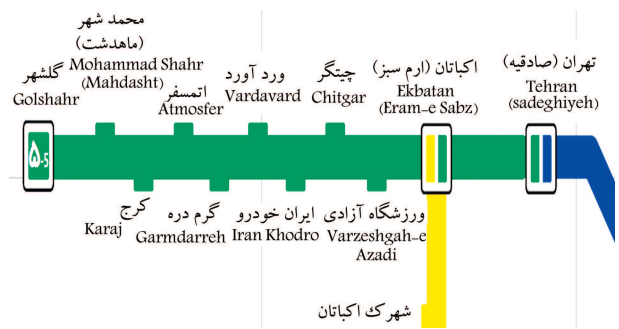 گلشهر
Golshahr
۵-5
محمد شهر
(ماهدشت)
Mohammad Shahr
(Mahdasht)
اتمسفر
Atmosfer
ورد آورد
Vardavard
چیتگر
Chitgar
اکباتان (ارم سبز)
Ekbatan
(Eram-e Sabz)
تهران (صادقیه)
Tehran
(sadeghiyeh)
کرج
Karaj
گرم دره
Garmdarreh
ایران خودرو
Iran Khodro
ورزشگاه آزادی
Varzeshgah-e
Azadi
شهرک اکباتان